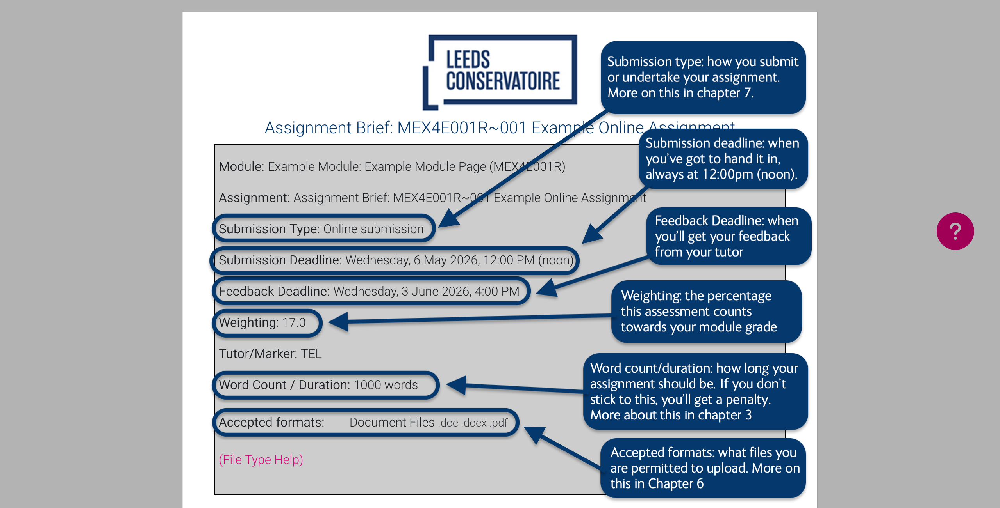 LEEDS
CONSERVATOIRE
Submission type: how you submit
or undertake your assignment.
More on this in chapter 7.
Assignment Brief: MEX4E001R~001 Example Online Assignment
Submission deadline: when
you've got to hand it in,
always at 12:00pm (noon).
Module: Example Module: Example Module Page (MEX4E001R)
Assignment: Assignment Brief: MEX4E001R~001 Example Online Assignment
Feedback Deadline: when
you'll get your feedback
from your tutor
Submission Type: Online submission
Submission Deadline: Wednesday, 6 May 2026, 12:00 PM (noon)
Feedback Deadline: Wednesday, 3 June 2026, 4:00 PM
Weighting: the percentage
this assessment counts
towards your module grade
Weighting: 17.0
Tutor/Marker: TEL
Word count/duration: how long your
assignment should be. If you don't
stick to this, you'll get a penalty.
More about this in chapter 3
Word Count / Duration: 1000 words
Accepted formats: Document Files .doc .docx .pdf
Accepted formats: what files you
are permitted to upload. More on
this in Chapter 6
(File Type Help)
?